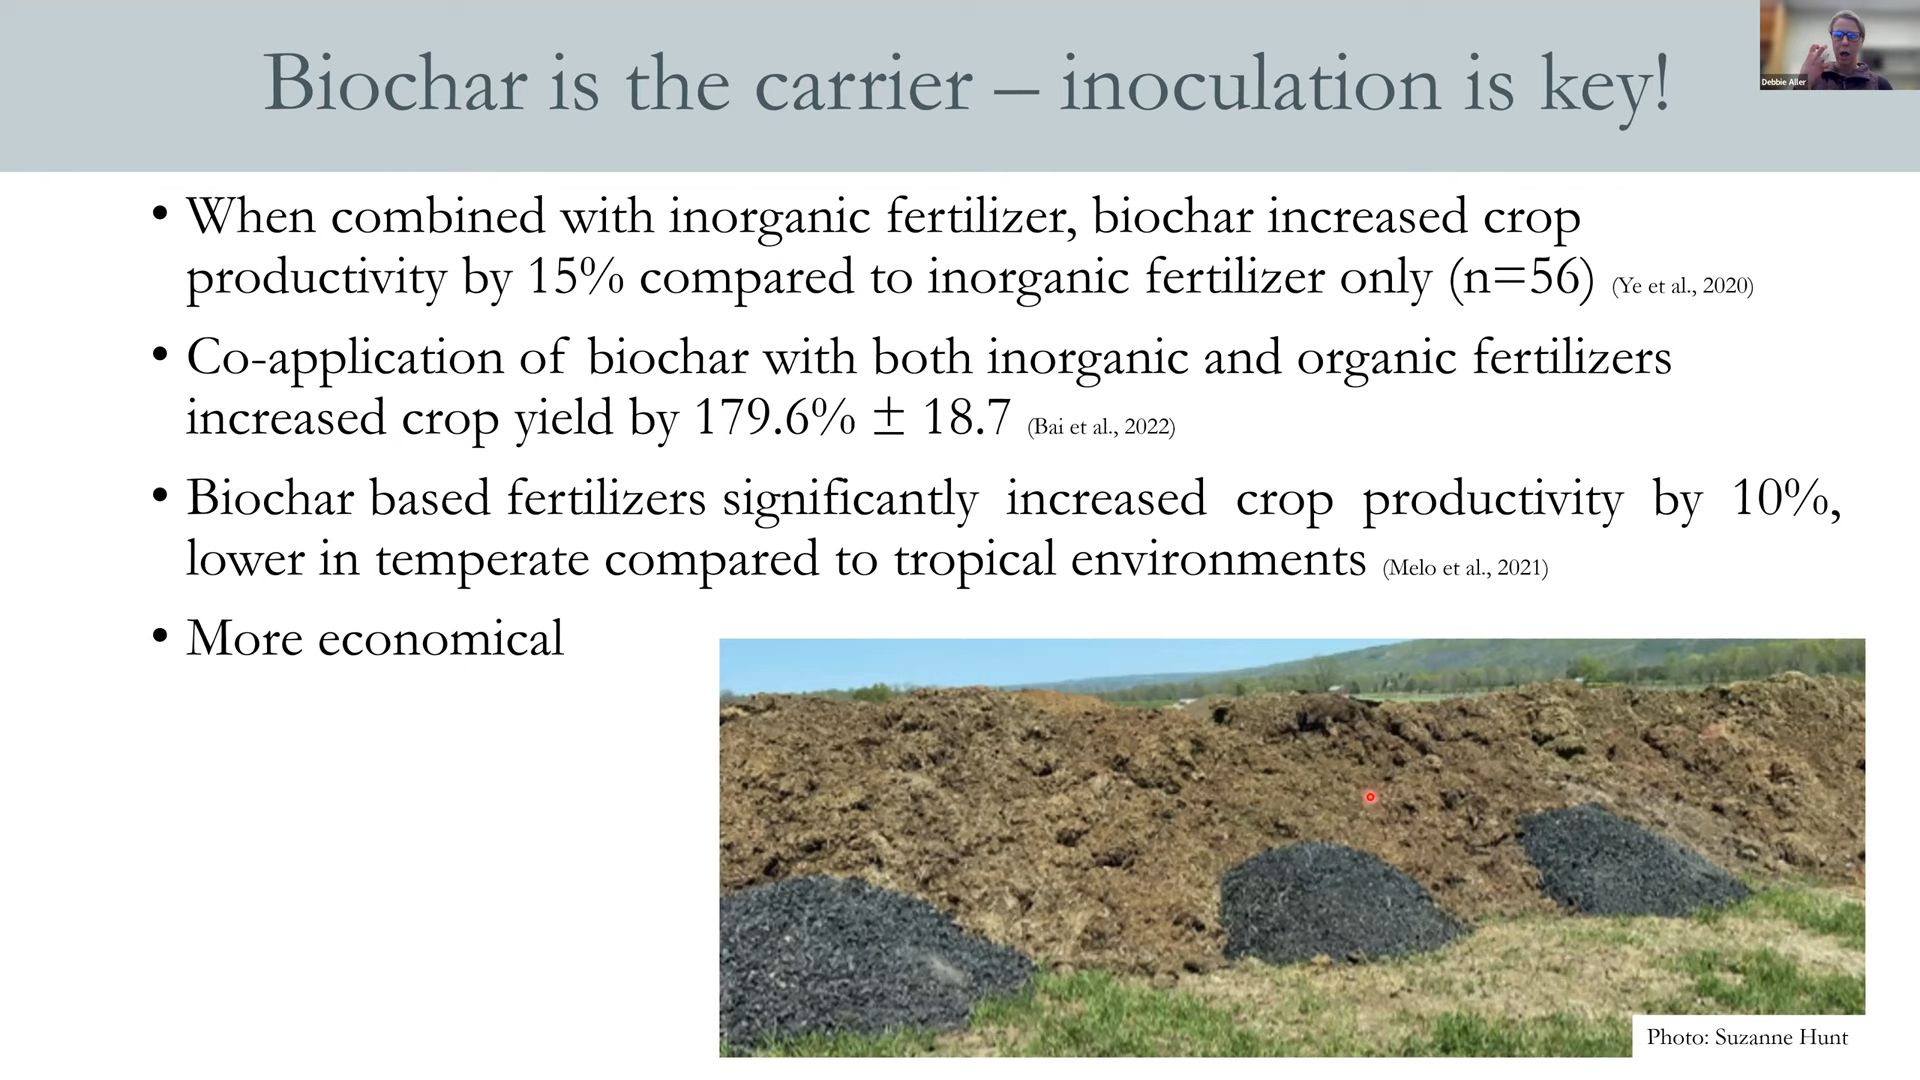 Biochar is the carrier – inoculation is key!
Debbie Aller
• When combined with inorganic fertilizer, biochar increased crop
productivity by 15% compared to inorganic fertilizer only (n=56) (Ye et al., 2020)
• Co-application of biochar with both inorganic and organic fertilizers
increased crop yield by 179.6% ± 18.7 (Bai et al., 2022)
• Biochar based fertilizers significantly increased crop productivity by 10%,
lower in temperate compared to tropical environments (Melo et al., 2021)
• More economical
Photo: Suzanne Hunt